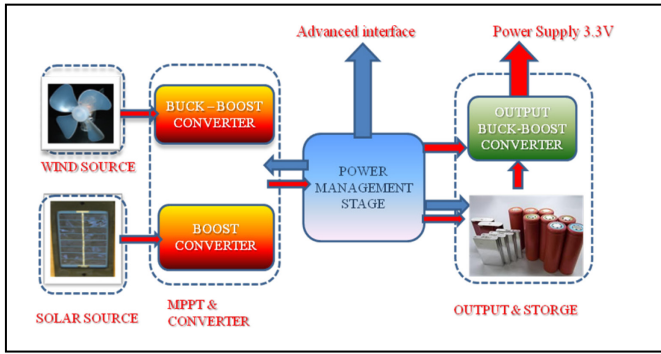 Advanced interface
Power Supply 3.3V
BUCK – BOOST
CONVERTER
OUTPUT
BUCK-BOOST
CONVERTER
WIND SOURCE
POWER
MANAGEMENT
STAGE
BOOST
CONVERTER
MPPT &
CONVERTER
SOLAR SOURCE
OUTPUT & STORGE